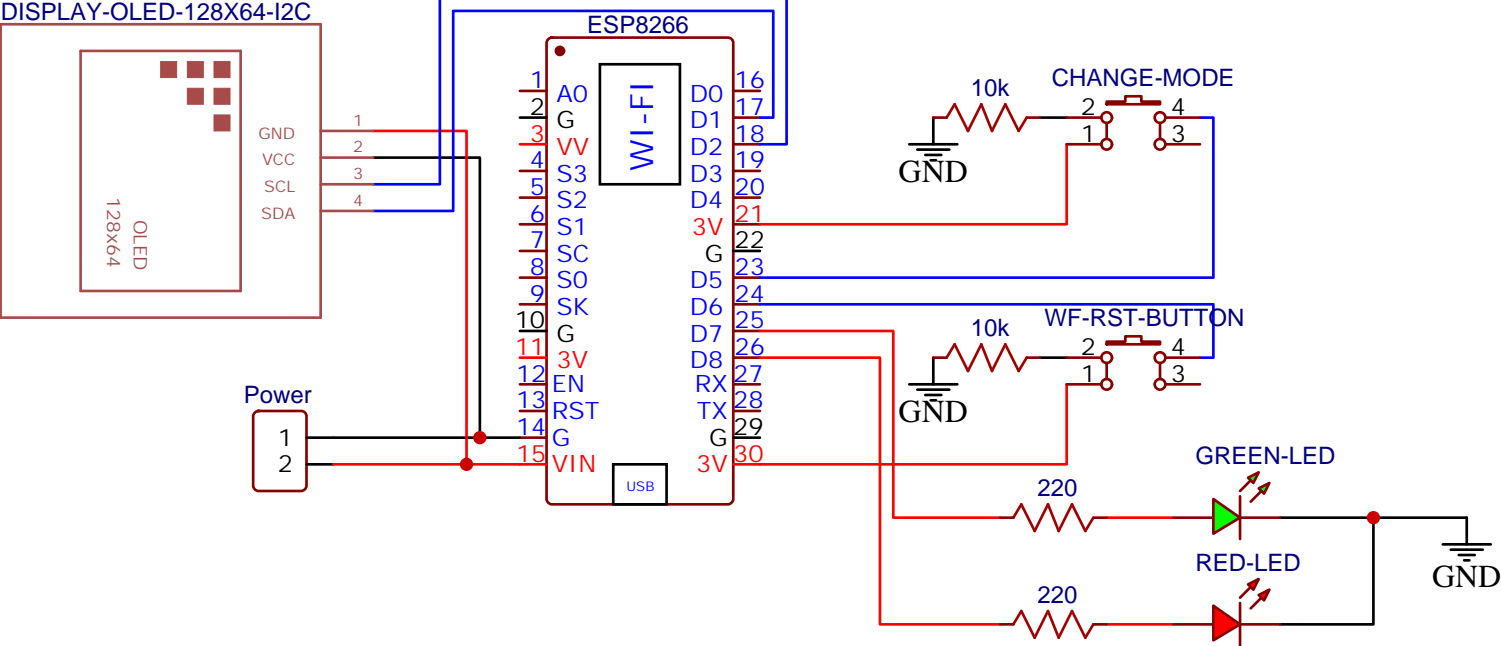 DISPLAY-OLED-128X64-I2C
GND 1
VCC 2
SCL 3
SDA 4
OLED
128x64
Power
1
2
ESP8266
WI-FI
USB
1 A0
2 G
3 VV
4 S3
5 S2
6 S1
7 SC
8 S0
9 SK
10 G
11 3V
12 EN
13 RST
14 G
15 VIN
D0 16
D1 17
D2 18
D3 19
D4 20
3V 21
G 22
D5 23
D6 24
D7 25
D8 26
RX 27
TX 28
G 29
3V 30
10k
CHANGE-MODE
2 4
1 3
GND
10k
WF-RST-BUTTON
2 4
1 3
GND
GREEN-LED
220
GND
RED-LED
220